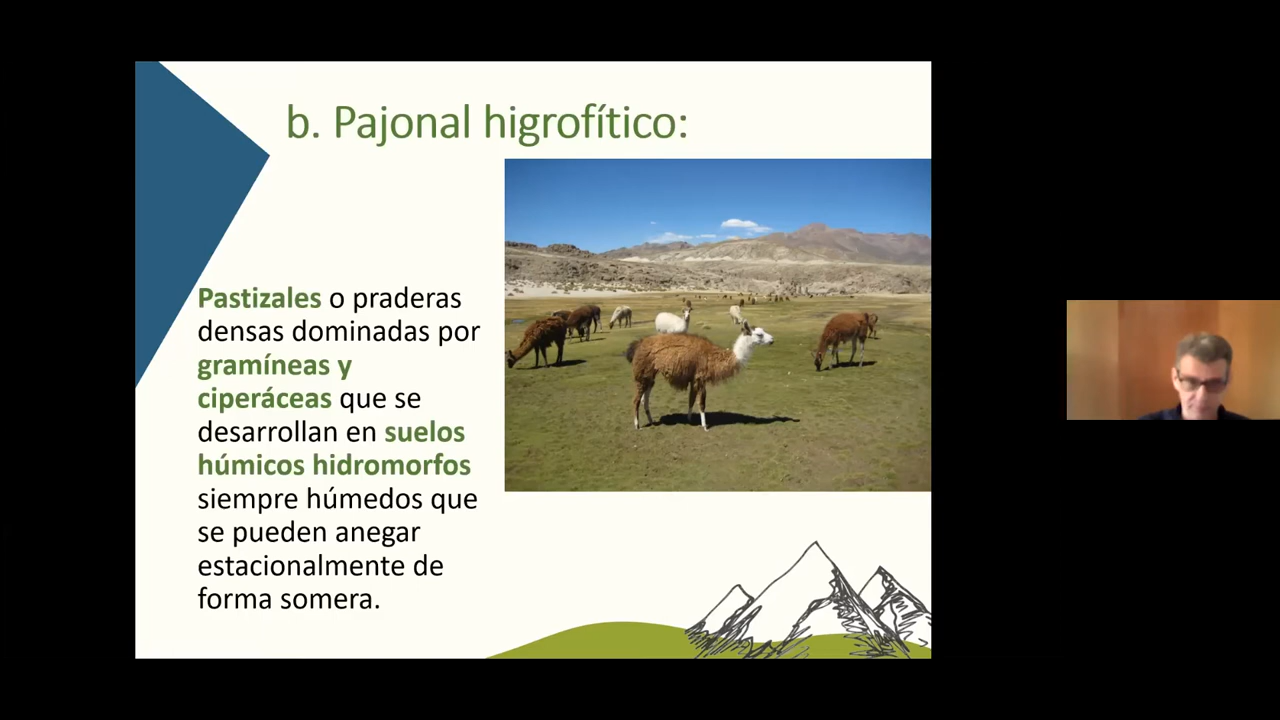 b. Pajonal higrofítico:
Pastizales o praderas
densas dominadas por
gramíneas y
ciperáceas que se
desarrollan en suelos
húmicos hidromorfos
siempre húmedos que
se pueden anegar
estacionalmente de
forma somera.